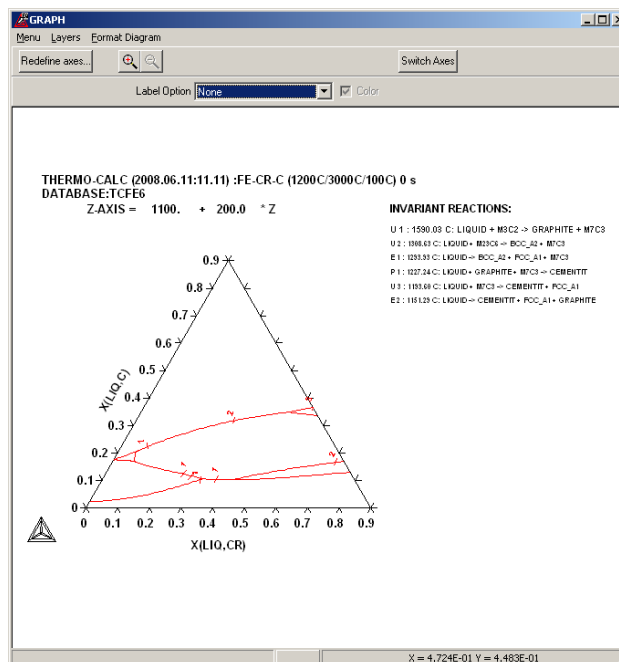 GRAPH
Menu Layers Format Diagram
Redefine axes... Switch Axes
Label Option None Color
THERMO-CALC (2008.06.11:11.11) :FE-CR-C (1200C/3000C/100C) 0 s
DATABASE:TCFE6
Z-AXIS = 1100. + 200.0 * Z
INVARIANT REACTIONS:
U 1 : 1590.03 C: LIQUID + M3C2 -> GRAPHITE + M7C3
U 2 : 1308.63 C: LIQUID + M23C6 -> BCC_A2 + M7C3
E 1 : 1293.93 C: LIQUID -> BCC_A2 + FCC_A1 + M7C3
P 1 : 1227.24 C: LIQUID + GRAPHITE + M7C3 -> CEMENTIT
U 3 : 1193.60 C: LIQUID + M7C3 -> CEMENTIT + FCC_A1
E 2 : 1151.29 C: LIQUID -> CEMENTIT + FCC_A1 + GRAPHITE
0.9
0.8
0.7
0.6
0.5
X(LIQ,C)
0.4
0.3
2
1
0.2
2
0.1
0
0 0.1 0.2 0.3 0.4 0.5 0.6 0.7 0.8 0.9
X(LIQ,CR)
X = 4.724E-01 Y = 4.483E-01